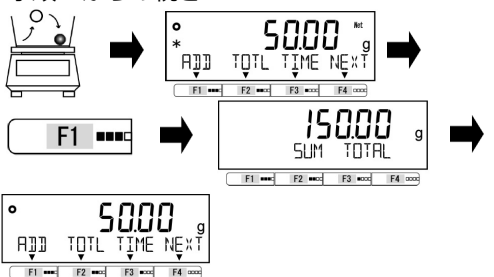 50.00 Net g
*
ADD TOTL TIME NEXT
F1 F2 F3 F4
F1
150.00 g
SUM TOTAL
F1 F2 F3 F4
50.00 g
ADD TOTL TIME NEXT
F1 F2 F3 F4